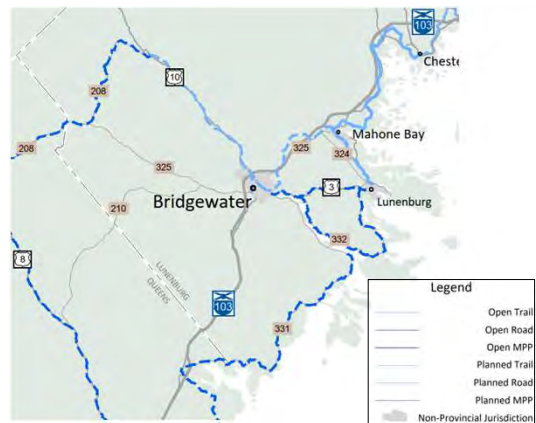 103
Cheste
10
208
Mahone Bay
325
324
208
325
3
Bridgewater
Lunenburg
210
332
8
LUNENBURG
QUEENS
103
331
Legend
Open Trail
Open Road
Open MPP
Planned Trail
Planned Road
Planned MPP
Non-Provincial Jurisdiction